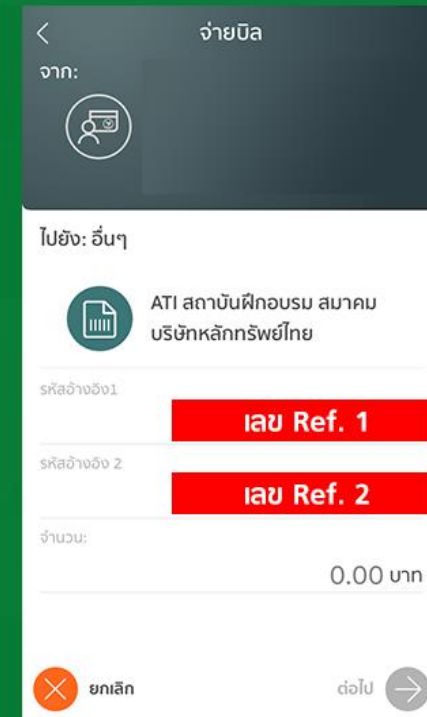 จ่ายบิล
จาก:
ไปยัง: อื่นๆ
ATI สถาบันฝึกอบรม สมาคม
บริษัทหลักทรัพย์ไทย
รหัสอ้างอิง1
เลข Ref. 1
รหัสอ้างอิง 2
เลข Ref. 2
จำนวน:
0.00 บาท
ยกเลิก ต่อไป